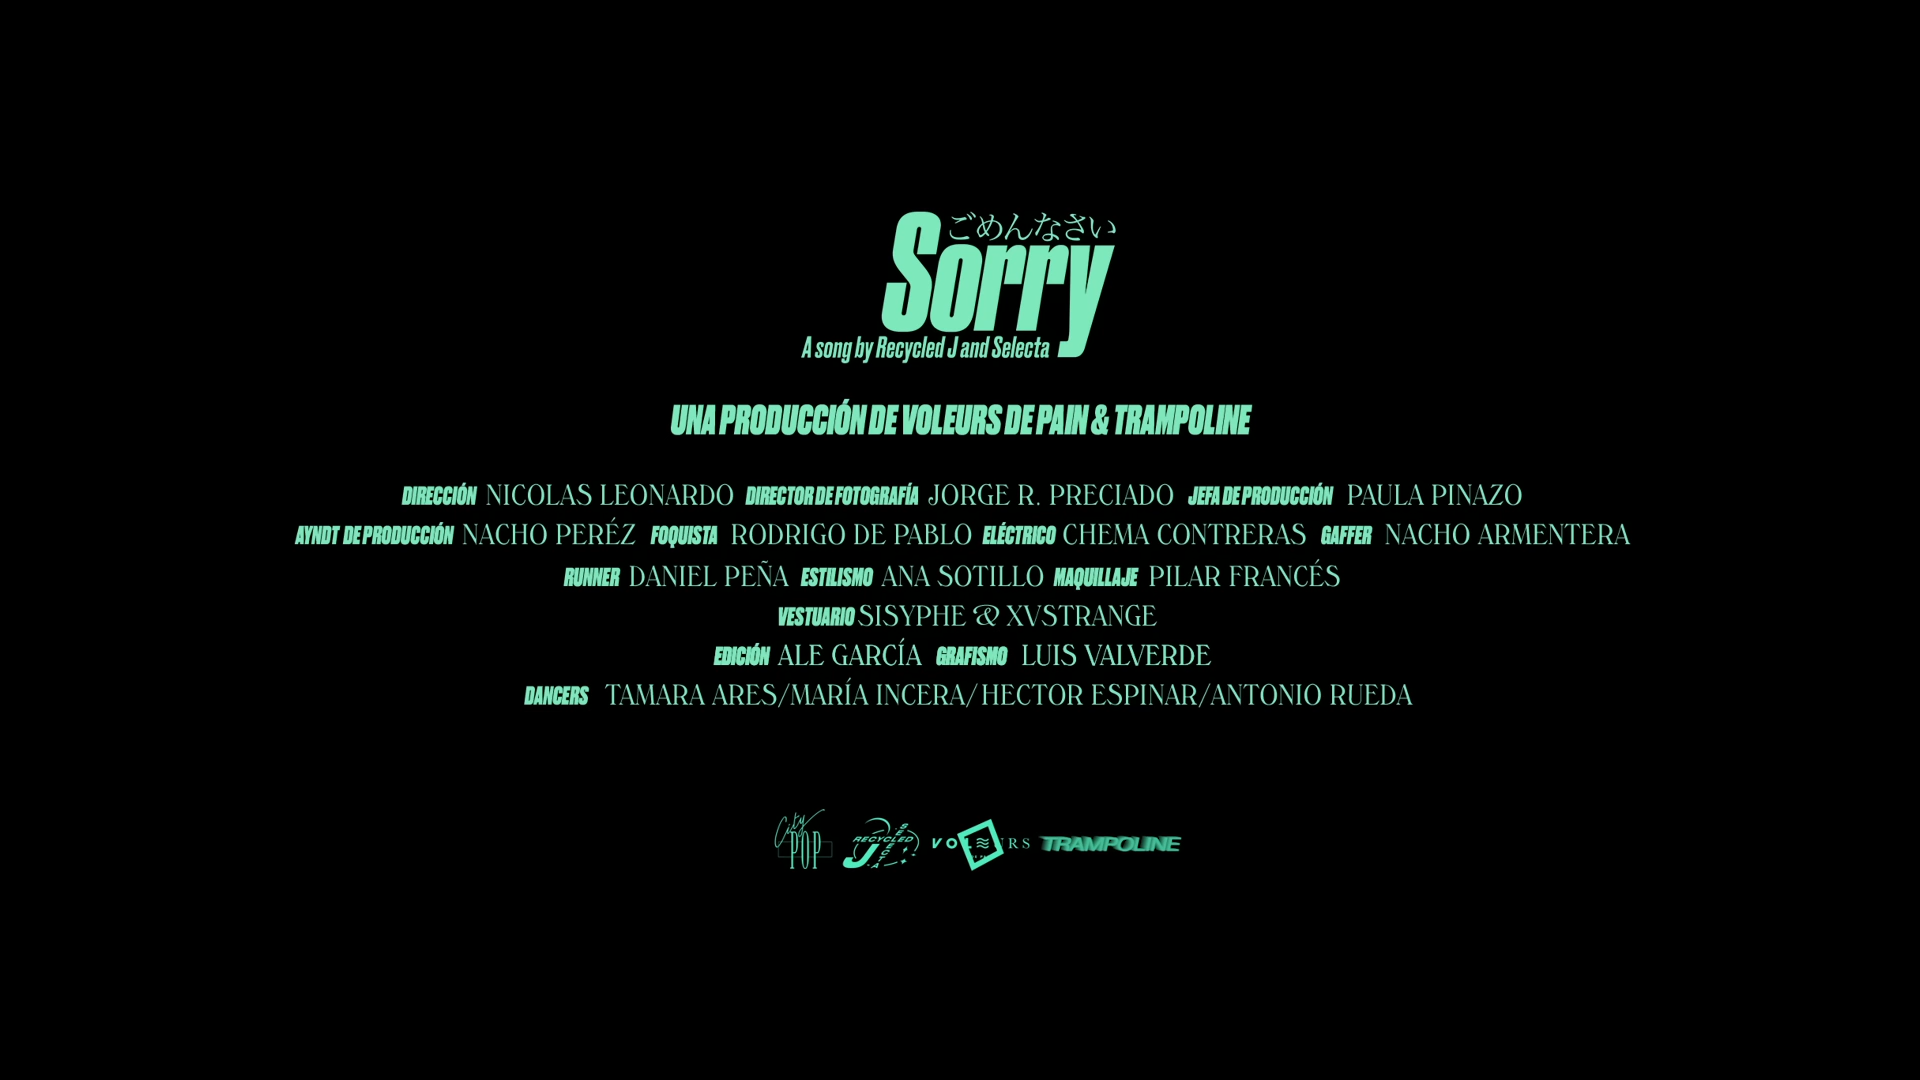 ごめんなさい
Sorry
A song by Recycled J and Selecta
UNA PRODUCCIÓN DE VOLEURS DE PAIN & TRAMPOLINE
DIRECCIÓN NICOLAS LEONARDO DIRECTOR DE FOTOGRAFÍA JORGE R. PRECIADO JEFA DE PRODUCCIÓN PAULA PINAZO
AYNDT DE PRODUCCIÓN NACHO PERÉZ FOQUISTA RODRIGO DE PABLO ELÉCTRICO CHEMA CONTRERAS GAFFER NACHO ARMENTERA
RUNNER DANIEL PEÑA ESTILISMO ANA SOTILLO MAQUILLAJE PILAR FRANCÉS
VESTUARIO SISYPHE & XVSTRANGE
EDICIÓN ALE GARCÍA GRAFISMO LUIS VALVERDE
DANCERS TAMARA ARES/MARÍA INCERA/HECTOR ESPINAR/ANTONIO RUEDA
City POP
RECYCLED J SELECTA
TRAMPOLINE